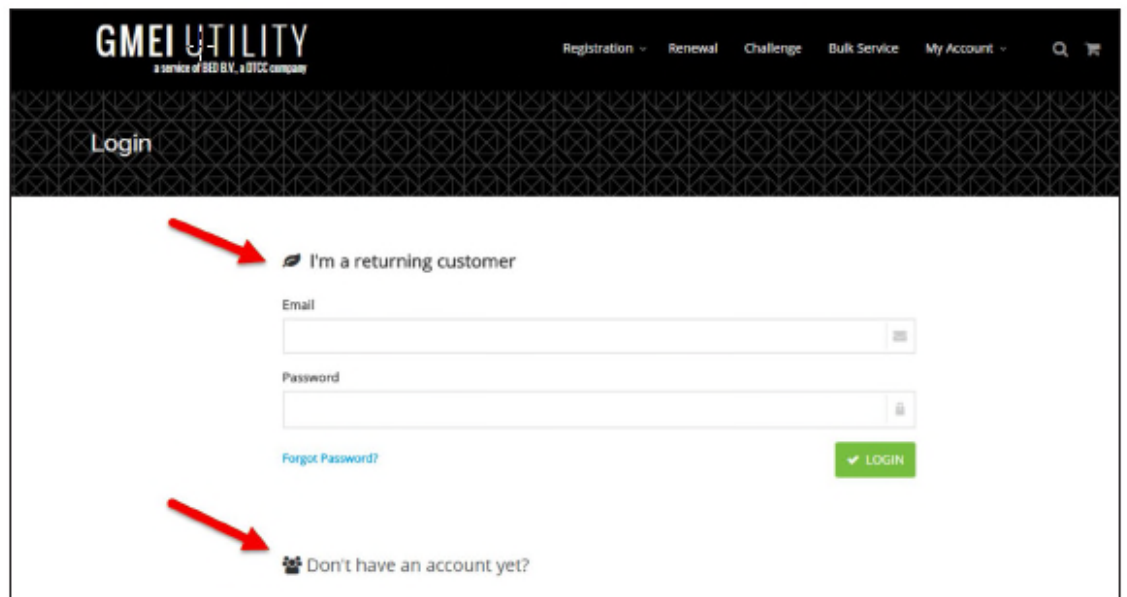 GMEI UTILITY
a service of BED B.V., a DTCC company
Registration Renewal Challenge Bulk Service My Account
Login
I'm a returning customer
Email
Password
Forgot Password?
LOGIN
Don't have an account yet?